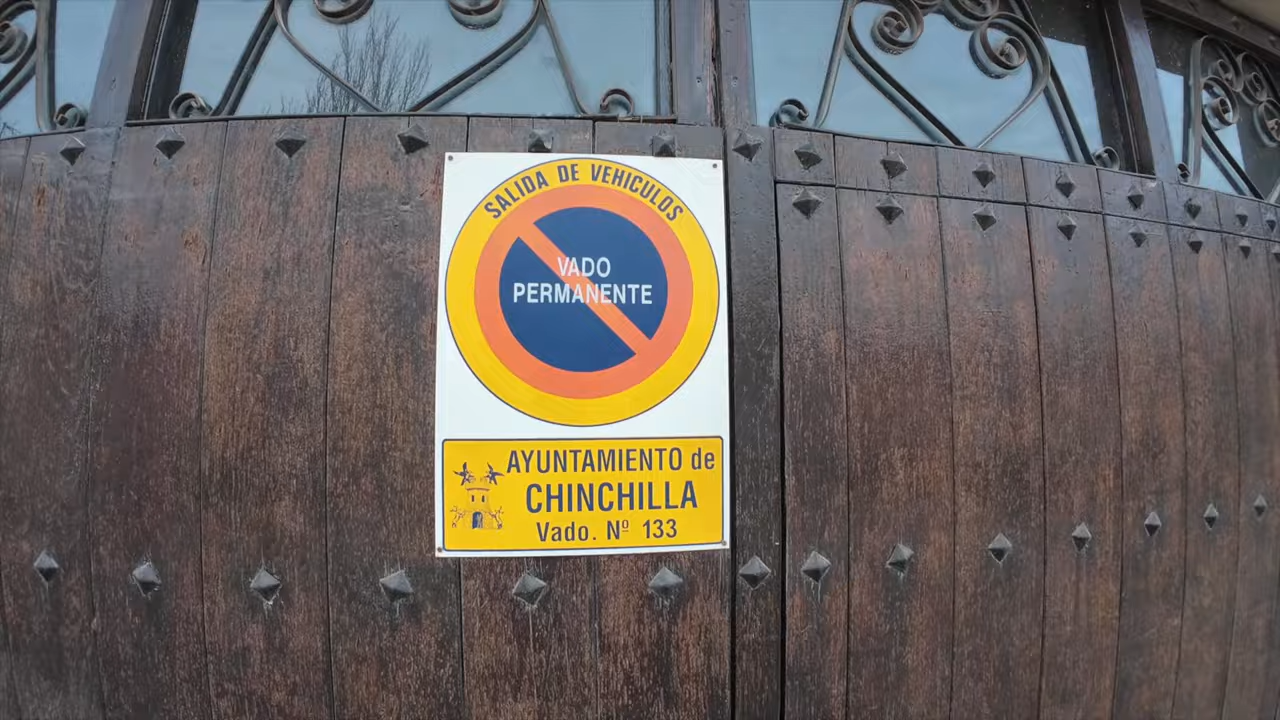 SALIDA DE VEHICULOS
VADO
PERMANENTE
AYUNTAMIENTO de
CHINCHILLA
Vado. Nº 133